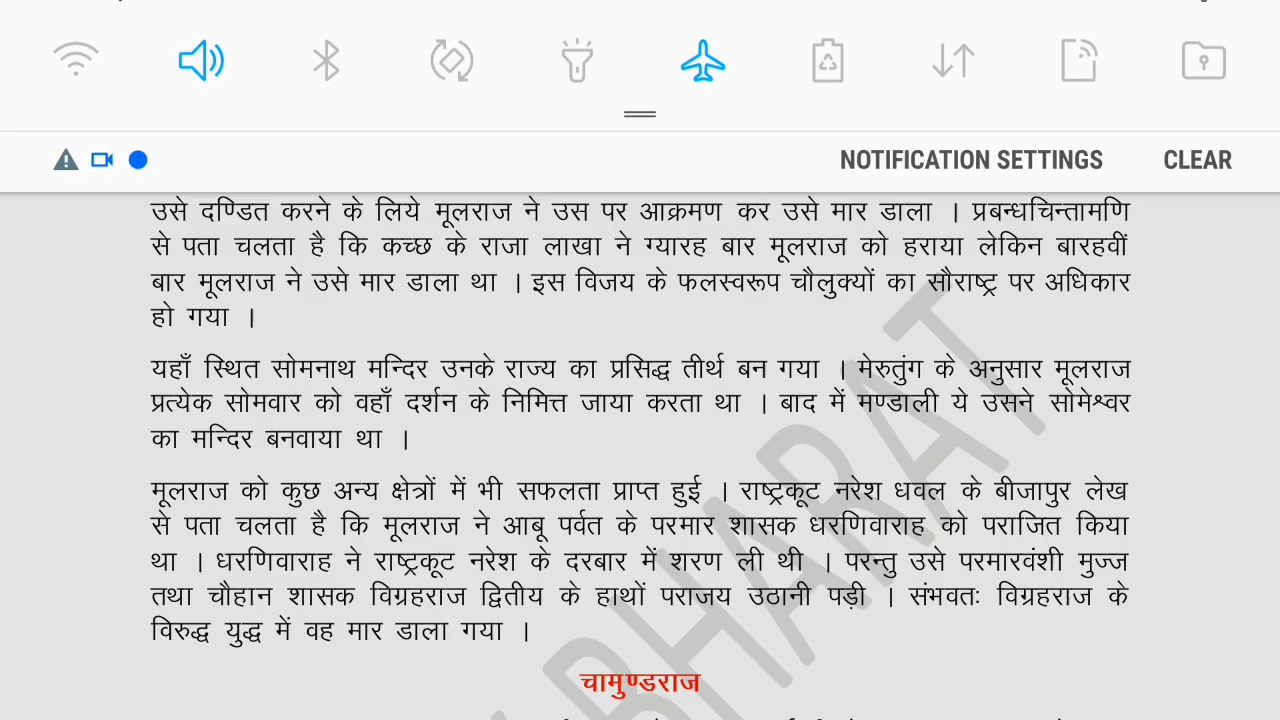 NOTIFICATION SETTINGS CLEAR
उसे दण्डित करने के लिये मूलराज ने उस पर आक्रमण कर उसे मार डाला । प्रबन्धचिन्तामणि
से पता चलता है कि कच्छ के राजा लाखा ने ग्यारह बार मूलराज को हराया लेकिन बारहवीं
बार मूलराज ने उसे मार डाला था । इस विजय के फलस्वरूप चौलुक्यों का सौराष्ट्र पर अधिकार
हो गया ।
यहाँ स्थित सोमनाथ मन्दिर उनके राज्य का प्रसिद्ध तीर्थ बन गया । मेरुतुंग के अनुसार मूलराज
प्रत्येक सोमवार को वहाँ दर्शन के निमित्त जाया करता था । बाद में मण्डाली ये उसने सोमेश्वर
का मन्दिर बनवाया था ।
मूलराज को कुछ अन्य क्षेत्रों में भी सफलता प्राप्त हुई । राष्ट्रकूट नरेश धवल के बीजापुर लेख
से पता चलता है कि मूलराज ने आबू पर्वत के परमार शासक धरणिवाराह को पराजित किया
था । धरणिवाराह ने राष्ट्रकूट नरेश के दरबार में शरण ली थी । परन्तु उसे परमारवंशी मुज्ज
तथा चौहान शासक विग्रहराज द्वितीय के हाथों पराजय उठानी पड़ी । संभवतः विग्रहराज के
विरुद्ध युद्ध में वह मार डाला गया ।
चामुण्डराज
BHARAT